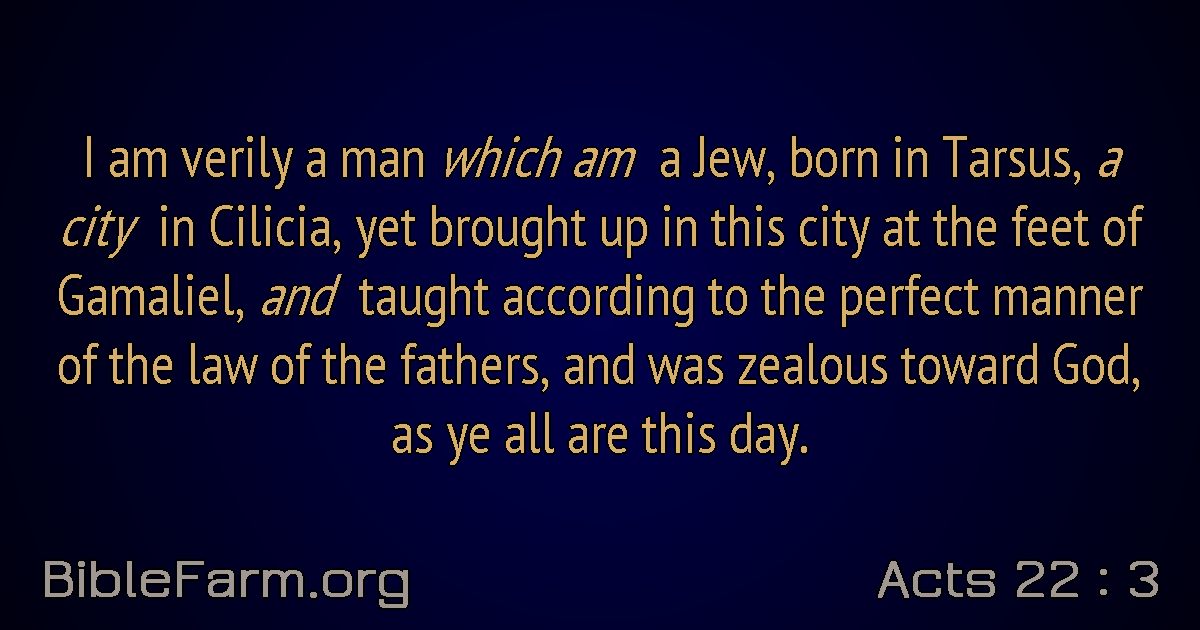 I am verily a man which am a Jew, born in Tarsus, a
city in Cilicia, yet brought up in this city at the feet of
Gamaliel, and taught according to the perfect manner
of the law of the fathers, and was zealous toward God,
as ye all are this day.
BibleFarm.org
Acts 22 : 3